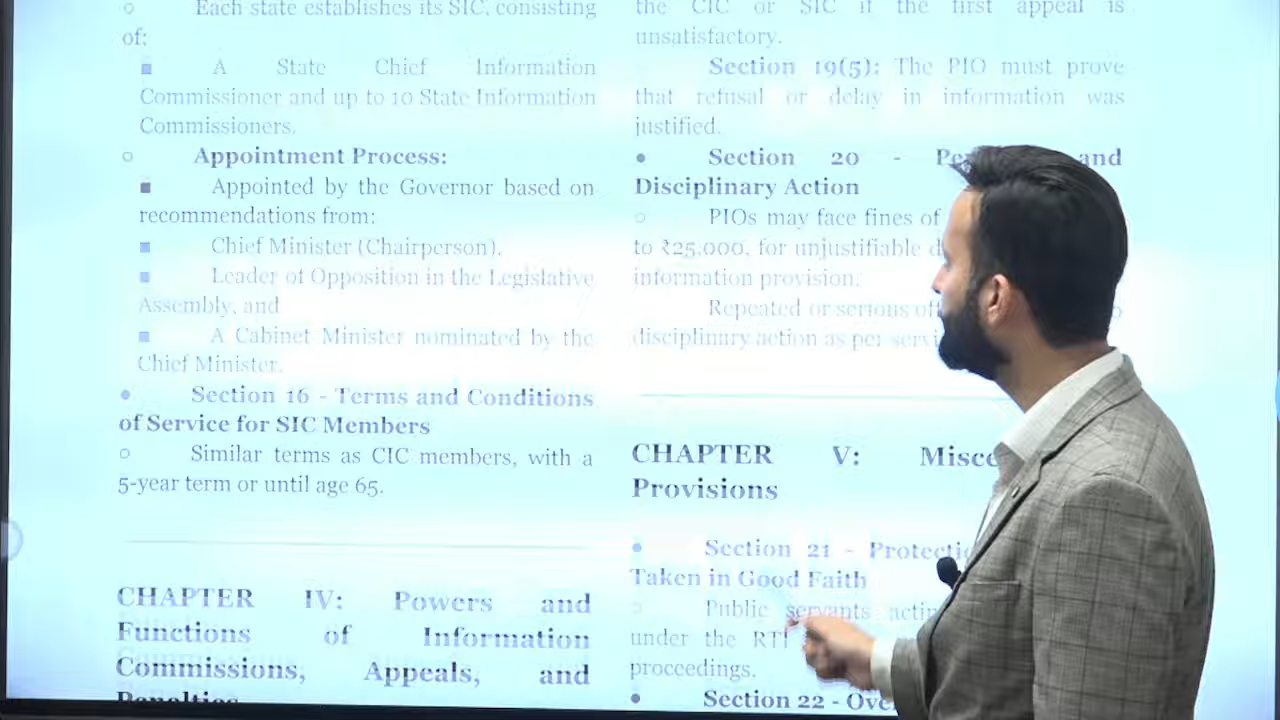 Each state establishes its SIC, consisting
of:
A State Chief Information
Commissioner and up to 10 State Information
Commissioners.
Appointment Process:
Appointed by the Governor based on
recommendations from:
Chief Minister (Chairperson),
Leader of Opposition in the Legislative
Assembly, and
A Cabinet Minister nominated by the
Chief Minister.
Section 16 - Terms and Conditions
of Service for SIC Members
Similar terms as CIC members, with a
5-year term or until age 65.
CHAPTER IV: Powers and
Functions of Information
Commissions, Appeals, and
Penalties
the CIC or SIC if the first appeal is
unsatisfactory.
Section 19(5): The PIO must prove
that refusal or delay in information was
justified.
Section 20 - and
Disciplinary Action
PIOs may face fines of
to ₹25,000, for unjustifiable
information provision.
Repeated or serious
disciplinary action as per
CHAPTER V:
Provisions
Section 21 -
Taken in Good Faith
Public servants
under the RTI
proceedings.
Section 22 -